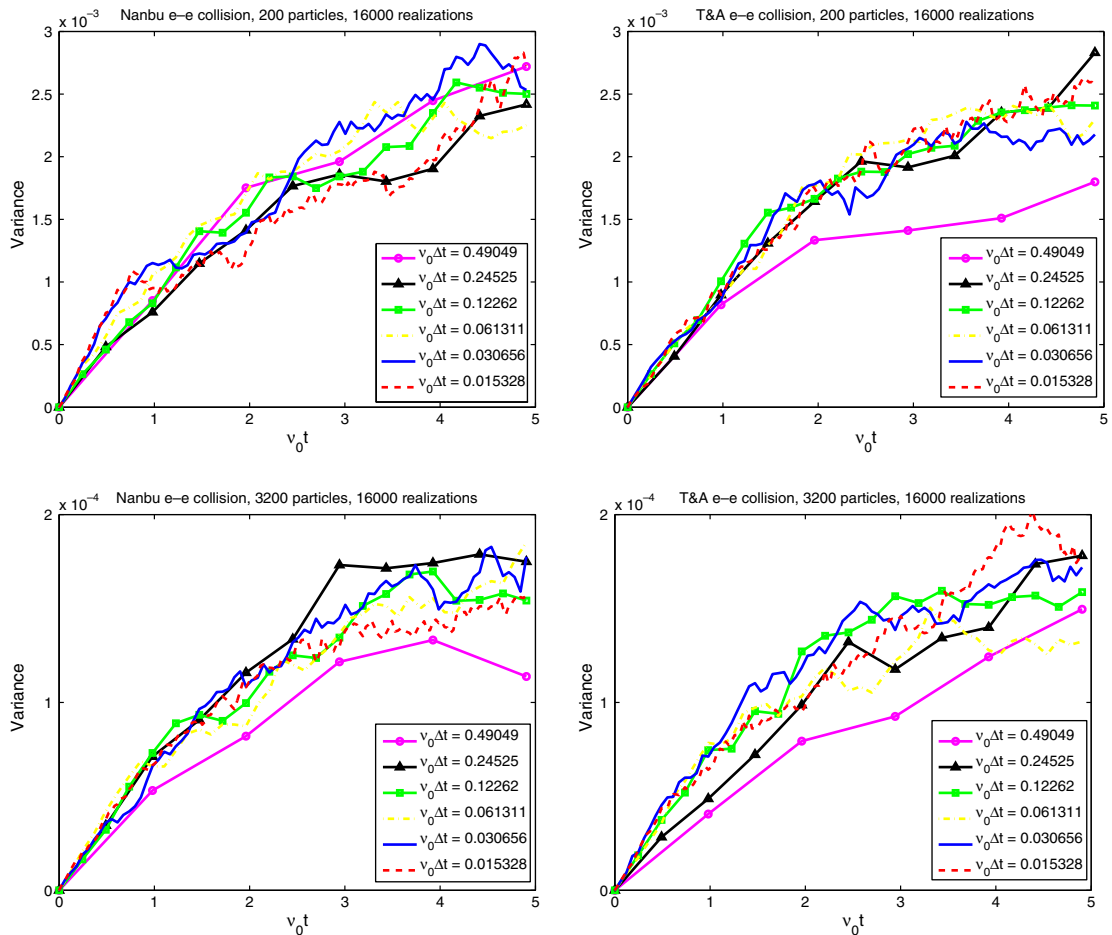 Nanbu e–e collision, 200 particles, 16000 realizations
x 10⁻³
3
2.5
2
1.5
1
0.5
0
Variance
0 1 2 3 4 5
ν₀t
ν₀Δt = 0.49049
ν₀Δt = 0.24525
ν₀Δt = 0.12262
ν₀Δt = 0.061311
ν₀Δt = 0.030656
ν₀Δt = 0.015328
T&A e–e collision, 200 particles, 16000 realizations
x 10⁻³
3
2.5
2
1.5
1
0.5
0
Variance
0 1 2 3 4 5
ν₀t
ν₀Δt = 0.49049
ν₀Δt = 0.24525
ν₀Δt = 0.12262
ν₀Δt = 0.061311
ν₀Δt = 0.030656
ν₀Δt = 0.015328
Nanbu e–e collision, 3200 particles, 16000 realizations
x 10⁻⁴
2
1
0
Variance
0 1 2 3 4 5
ν₀t
ν₀Δt = 0.49049
ν₀Δt = 0.24525
ν₀Δt = 0.12262
ν₀Δt = 0.061311
ν₀Δt = 0.030656
ν₀Δt = 0.015328
T&A e–e collision, 3200 particles, 16000 realizations
x 10⁻⁴
2
1
0
Variance
0 1 2 3 4 5
ν₀t
ν₀Δt = 0.49049
ν₀Δt = 0.24525
ν₀Δt = 0.12262
ν₀Δt = 0.061311
ν₀Δt = 0.030656
ν₀Δt = 0.015328